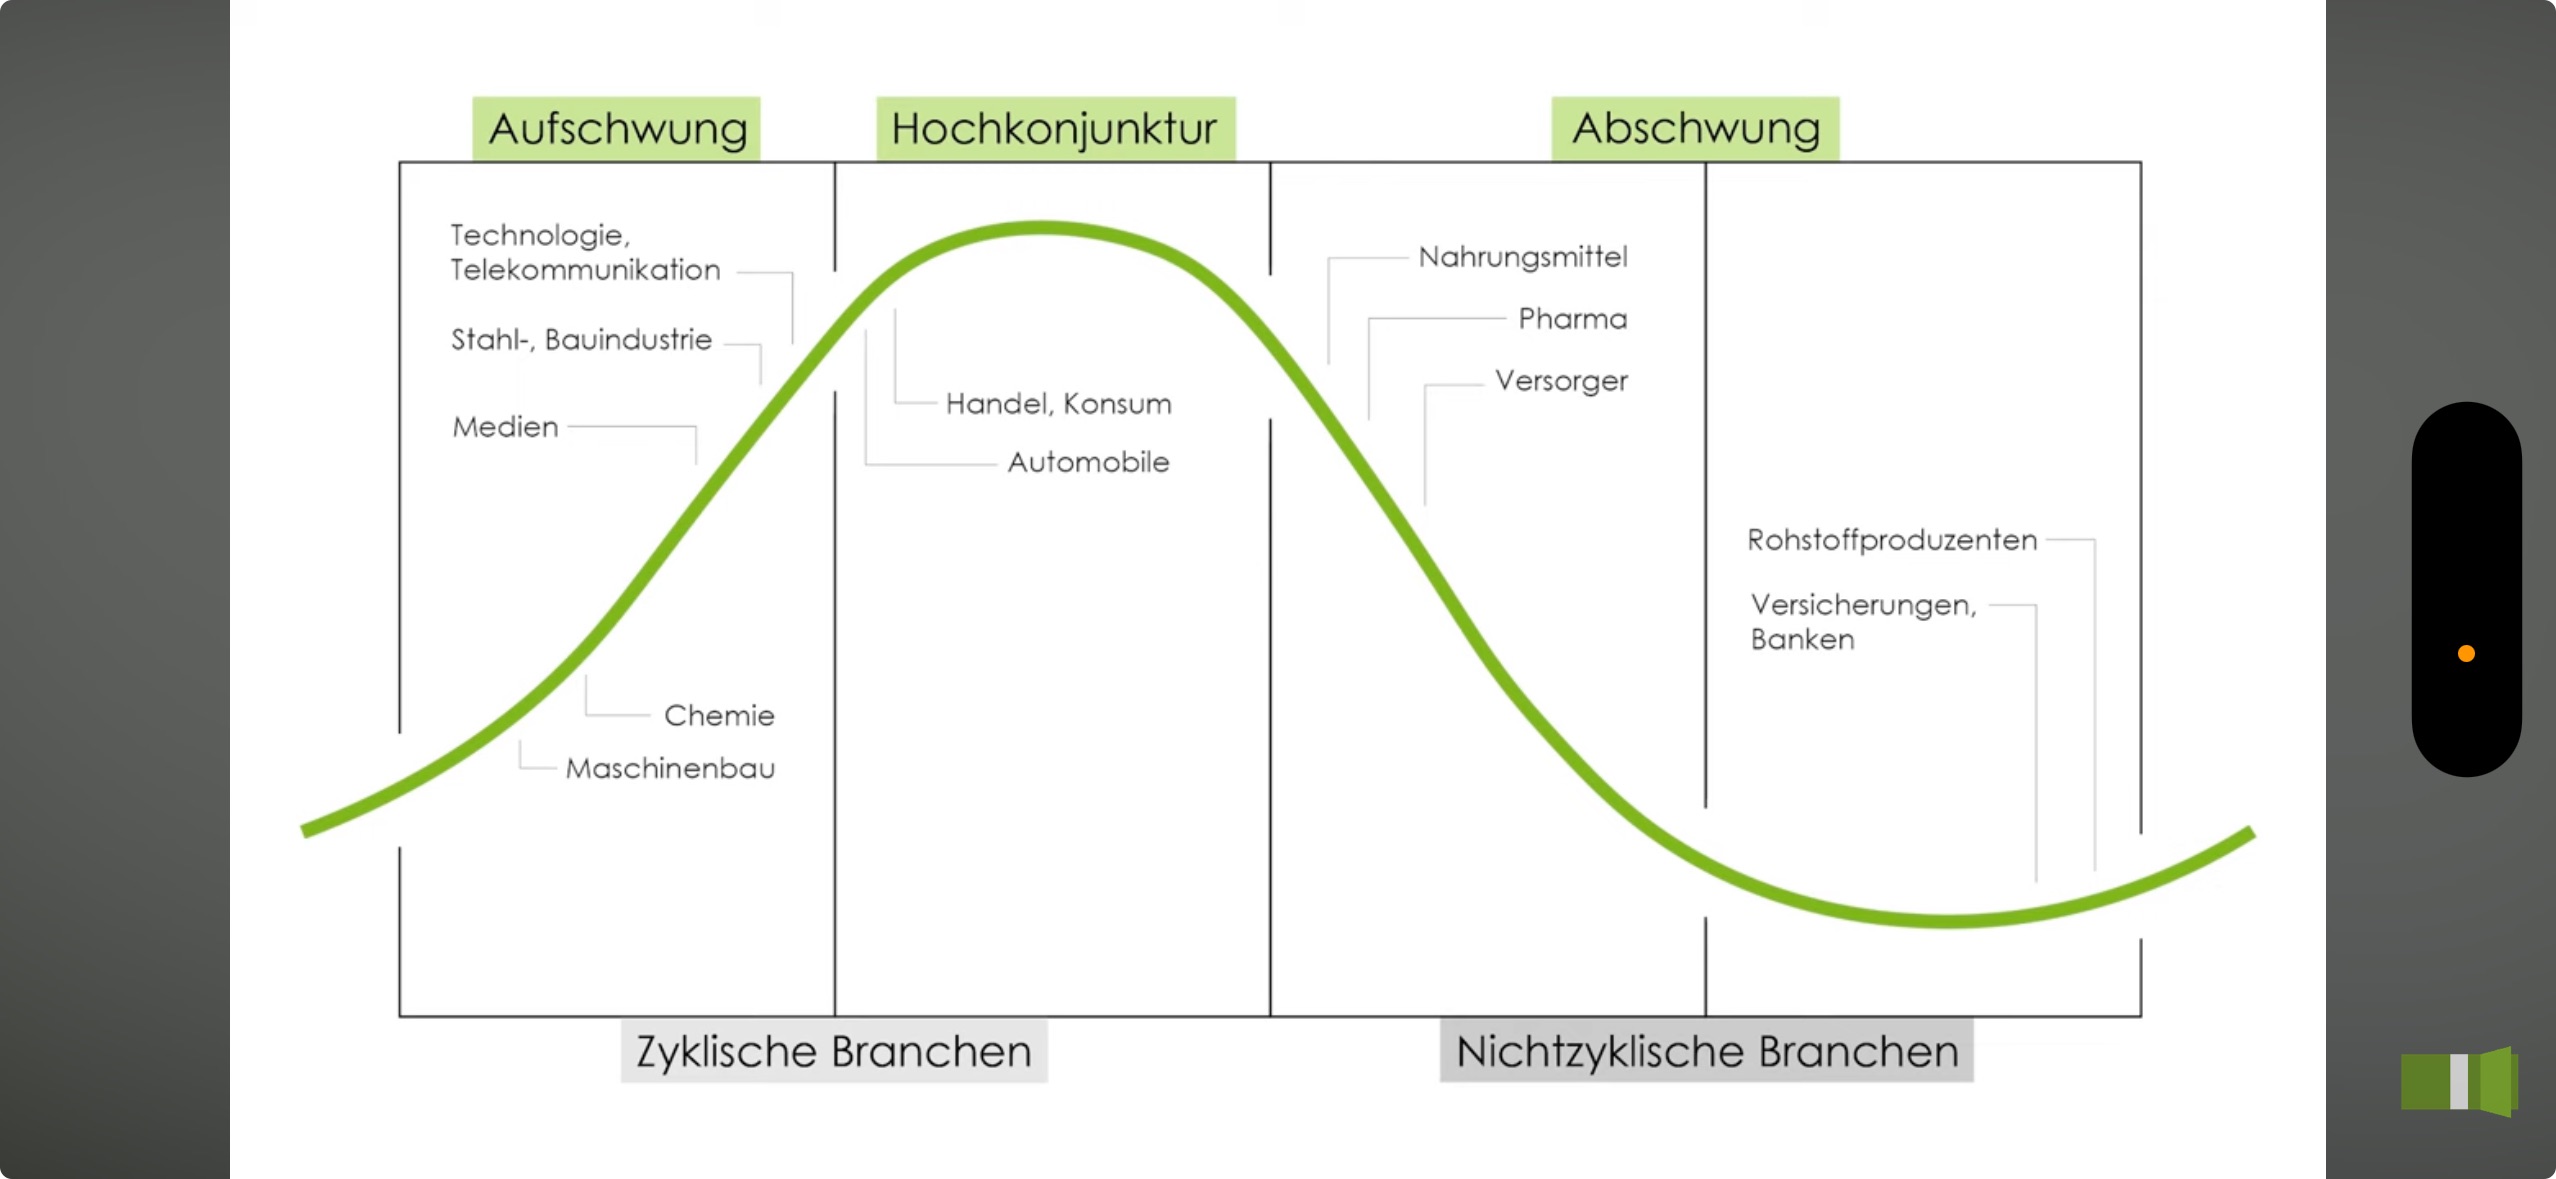 Aufschwung
Hochkonjunktur
Abschwung
Technologie,
Telekommunikation
Stahl-, Bauindustrie
Medien
Chemie
Maschinenbau
Handel, Konsum
Automobile
Nahrungsmittel
Pharma
Versorger
Rohstoffproduzenten
Versicherungen,
Banken
Zyklische Branchen
Nichtzyklische Branchen